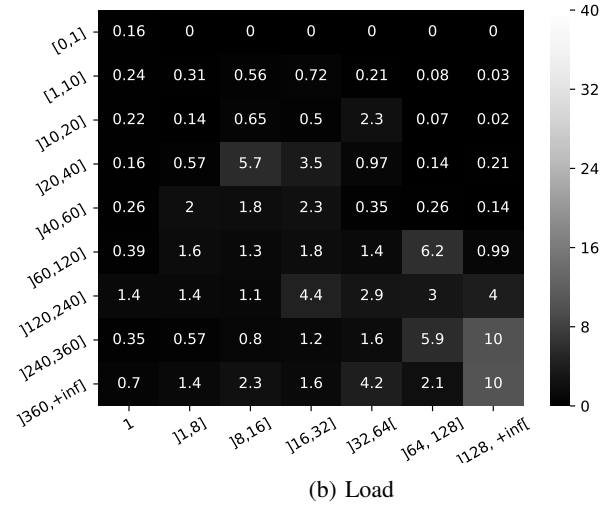 [0,1] 0.16 0 0 0 0 0 0
[1,10] 0.24 0.31 0.56 0.72 0.21 0.08 0.03
]10,20] 0.22 0.14 0.65 0.5 2.3 0.07 0.02
]20,40] 0.16 0.57 5.7 3.5 0.97 0.14 0.21
]40,60] 0.26 2 1.8 2.3 0.35 0.26 0.14
]60,120] 0.39 1.6 1.3 1.8 1.4 6.2 0.99
]120,240] 1.4 1.4 1.1 4.4 2.9 3 4
]240,360] 0.35 0.57 0.8 1.2 1.6 5.9 10
]360,+inf] 0.7 1.4 2.3 1.6 4.2 2.1 10
1 ]1,8] ]8,16] ]16,32] ]32,64[ ]64, 128] ]128, +inf[
40
32
24
16
8
0
(b) Load